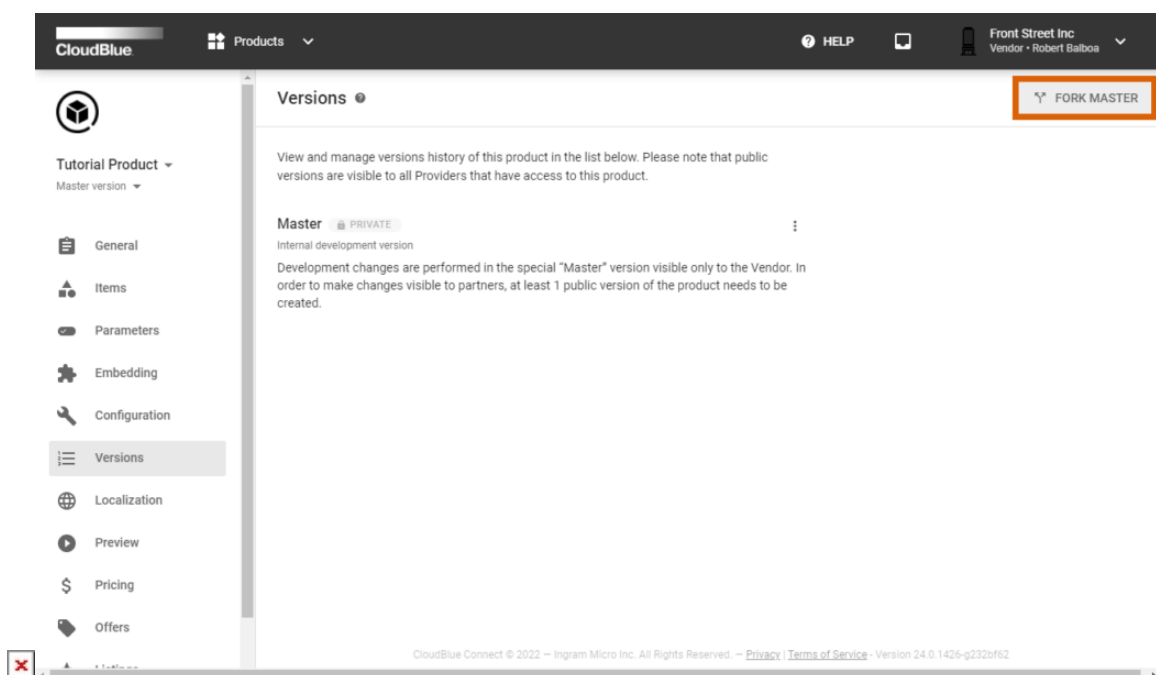 CloudBlue
Products
HELP
Front Street Inc
Vendor • Robert Balboa
Tutorial Product
Master version
General
Items
Parameters
Embedding
Configuration
Versions
Localization
Preview
Pricing
Offers
Versions
FORK MASTER
View and manage versions history of this product in the list below. Please note that public
versions are visible to all Providers that have access to this product.
Master PRIVATE
Internal development version
Development changes are performed in the special “Master” version visible only to the Vendor. In
order to make changes visible to partners, at least 1 public version of the product needs to be
created.
CloudBlue Connect © 2022 — Ingram Micro Inc. All Rights Reserved. — Privacy | Terms of Service - Version 24.0.1426-g232bf62